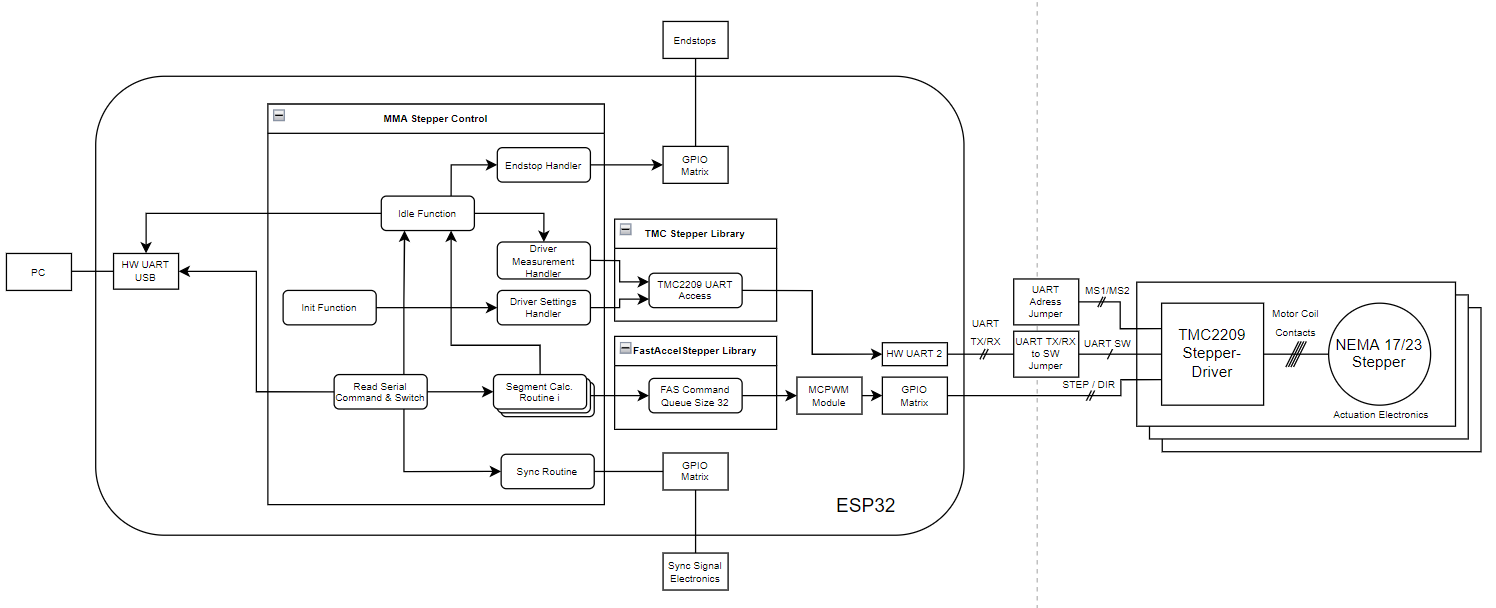 Endstops
MMA Stepper Control
Endstop Handler
GPIO
Matrix
Idle Function
TMC Stepper Library
PC
HW UART
USB
Driver
Measurement
Handler
TMC2209 UART
Access
Init Function
Driver Settings
Handler
FastAccelStepper Library
HW UART 2
Read Serial
Command & Switch
Segment Calc.
Routine i
FAS Command
Queue Size 32
MCPWM
Module
GPIO
Matrix
Sync Routine
GPIO
Matrix
ESP32
Sync Signal
Electronics
UART
TX/RX
UART
Adress
Jumper
MS1/MS2
UART TX/RX
to SW
Jumper
UART SW
STEP / DIR
TMC2209
Stepper-
Driver
Motor Coil
Contacts
NEMA 17/23
Stepper
Actuation Electronics